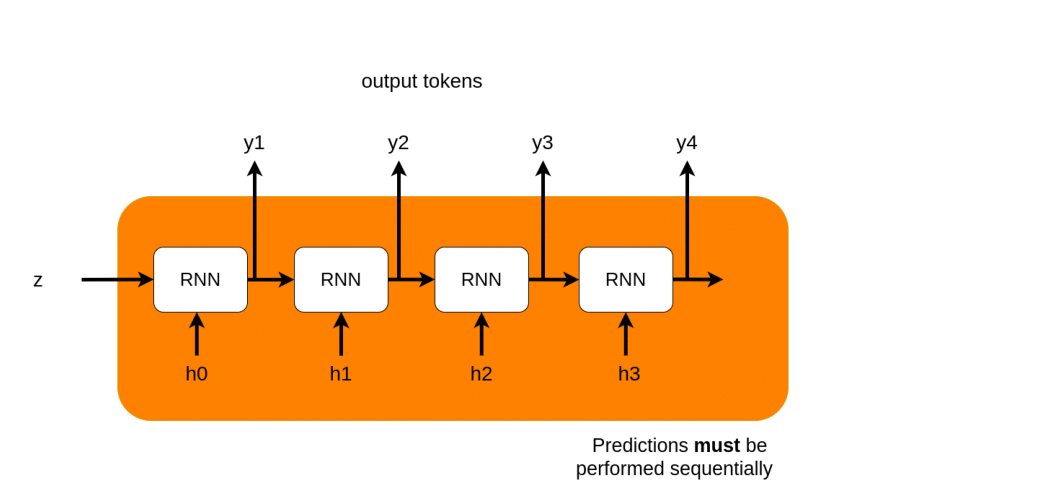 output tokens
y1 y2 y3 y4
z RNN RNN RNN RNN
h0 h1 h2 h3
Predictions must be
performed sequentially